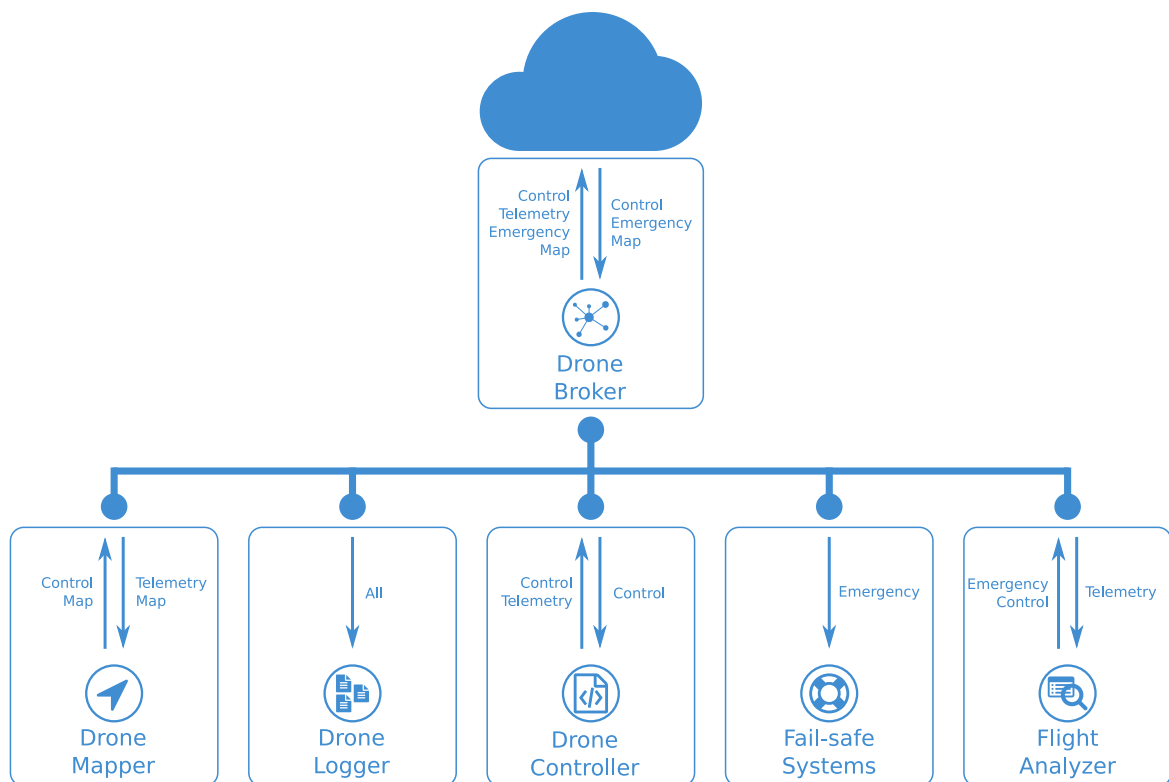 Control
Telemetry
Emergency
Map
Control
Emergency
Map
Drone
Broker
Control
Map
Telemetry
Map
Drone
Mapper
All
Drone
Logger
Control
Telemetry
Control
Drone
Controller
Emergency
Fail-safe
Systems
Emergency
Control
Telemetry
Flight
Analyzer